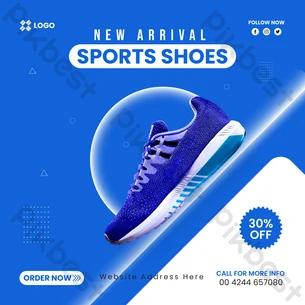 LOGO
FOLLOW NOW
NEW ARRIVAL
SPORTS SHOES
30%
OFF
ORDER NOW
Website Address Here
CALL FOR MORE INFO
00 4244 657080
pikbest